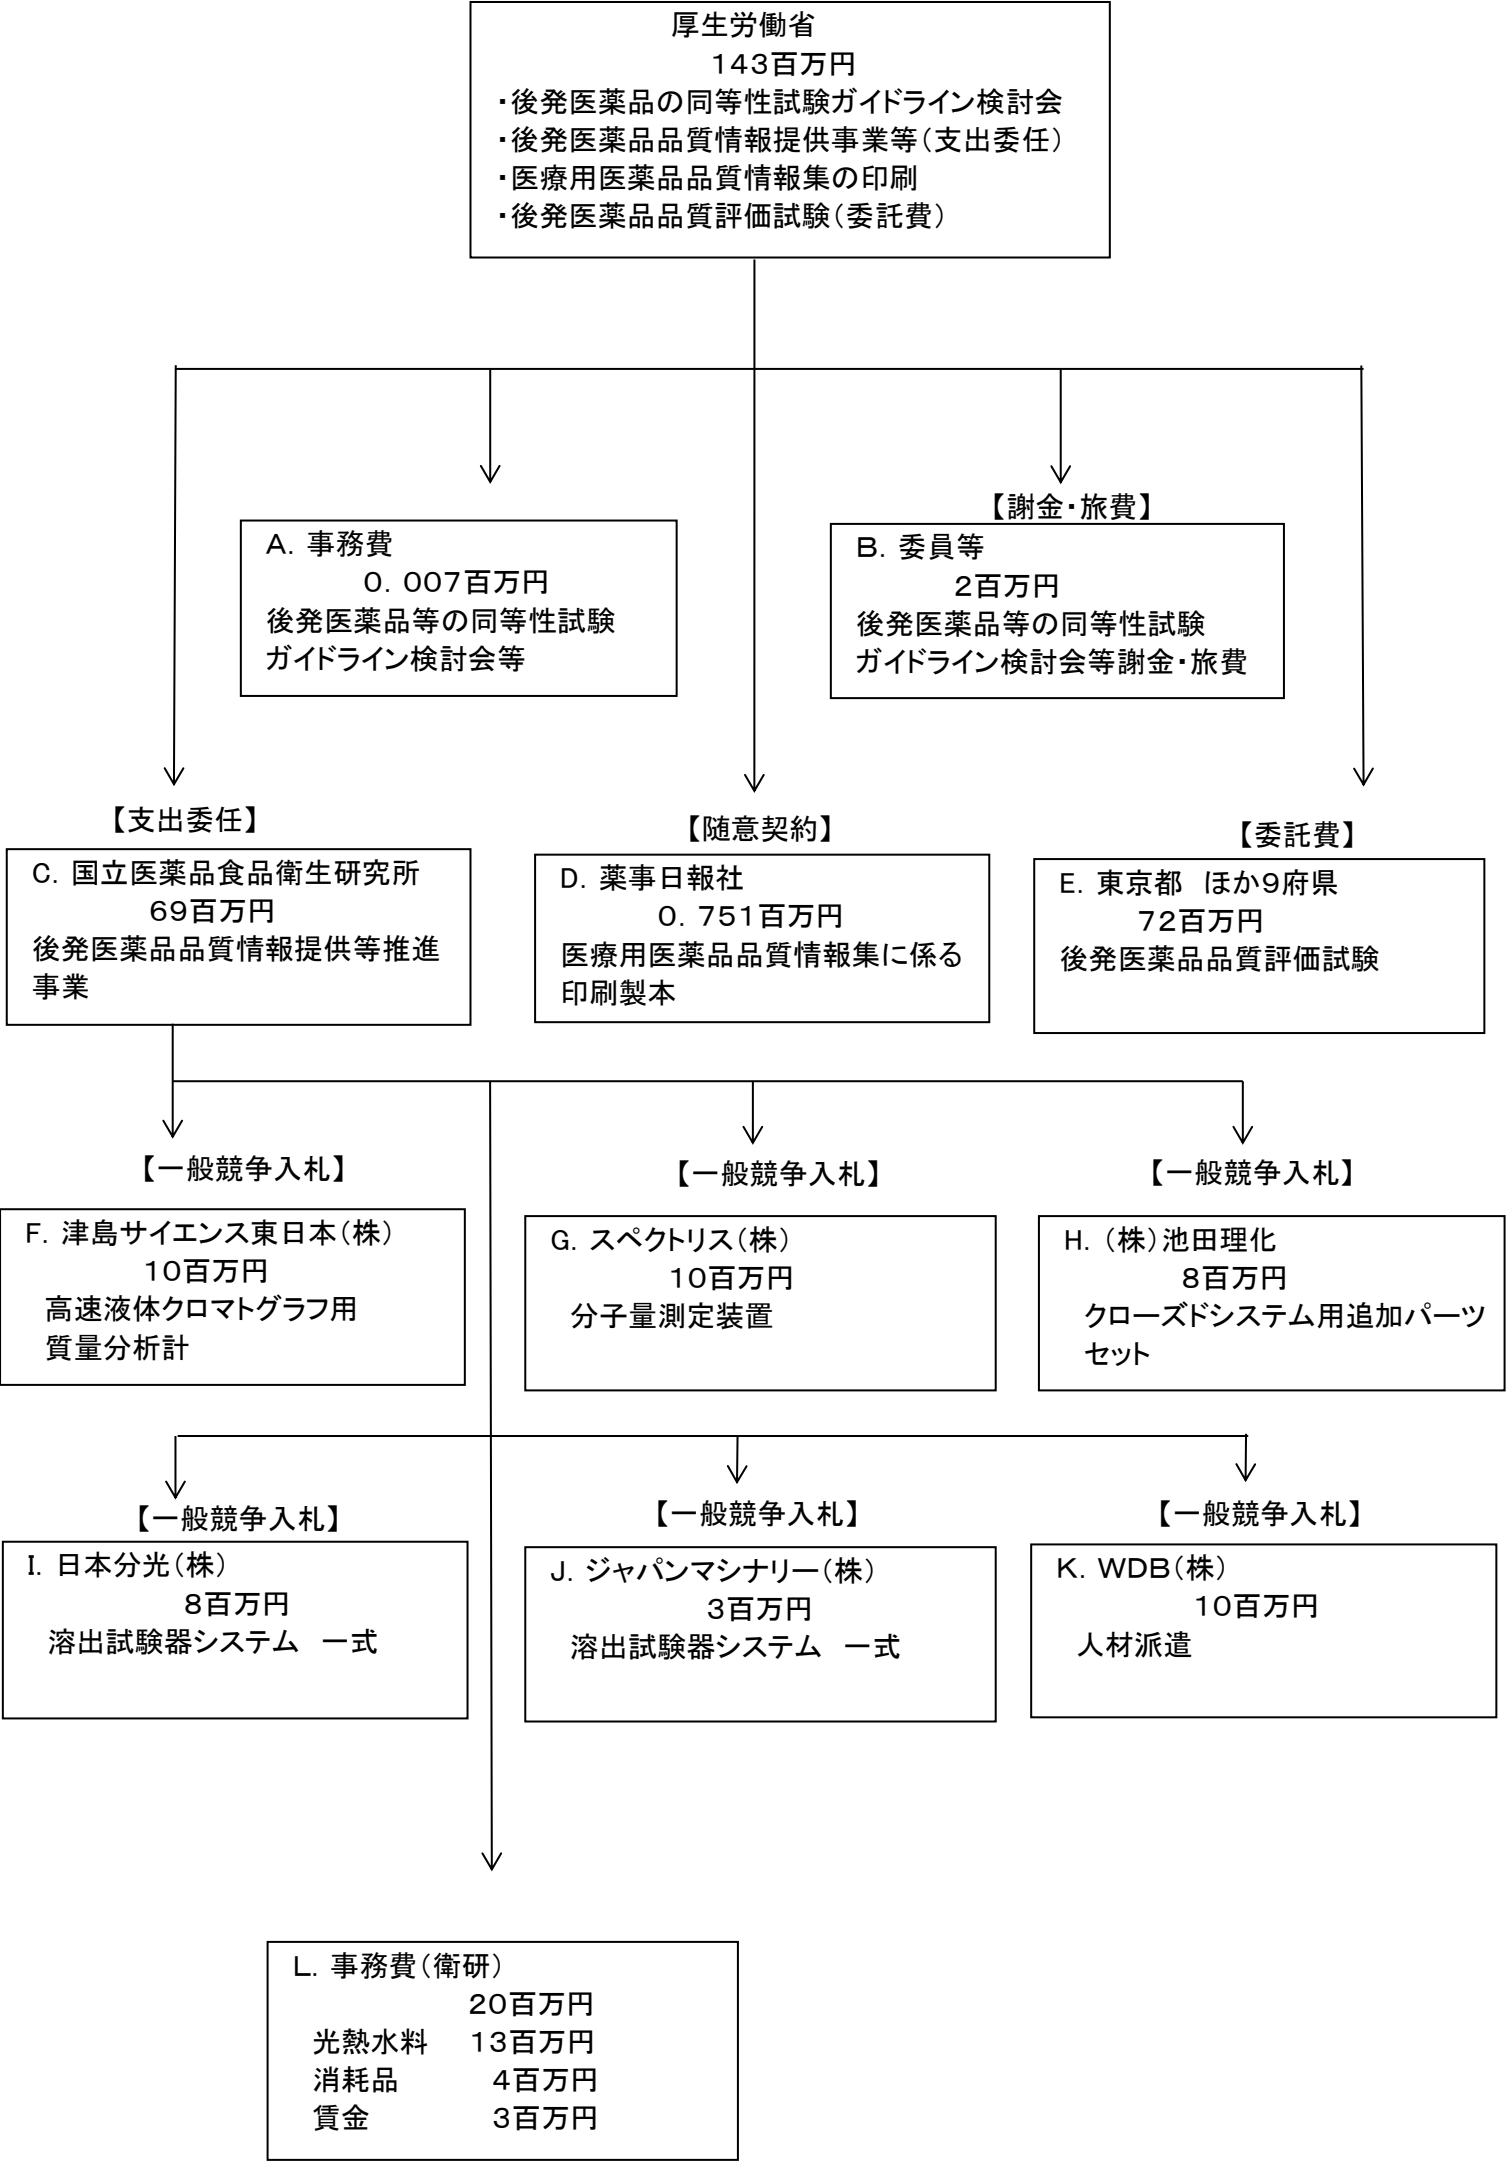 厚生労働省
143百万円
・後発医薬品の同等性試験ガイドライン検討会
・後発医薬品品質情報提供事業等（支出委任）
・医療用医薬品品質情報集の印刷
・後発医薬品品質評価試験（委託費）
A．事務費
０．００７百万円
後発医薬品等の同等性試験
ガイドライン検討会等
【謝金・旅費】
B．委員等
２百万円
後発医薬品等の同等性試験
ガイドライン検討会等謝金・旅費
【支出委任】
C．国立医薬品食品衛生研究所
６９百万円
後発医薬品品質情報提供等推進
事業
【随意契約】
D．薬事日報社
０．７５１百万円
医療用医薬品品質情報集に係る
印刷製本
【委託費】
E．東京都　ほか９府県
７２百万円
後発医薬品品質評価試験
【一般競争入札】
F．津島サイエンス東日本（株）
１０百万円
高速液体クロマトグラフ用
質量分析計
【一般競争入札】
G．スペクトリス（株）
１０百万円
分子量測定装置
【一般競争入札】
H．（株）池田理化
８百万円
クローズドシステム用追加パーツ
セット
【一般競争入札】
I．日本分光（株）
８百万円
溶出試験器システム　一式
【一般競争入札】
J．ジャパンマシナリー（株）
３百万円
溶出試験器システム　一式
【一般競争入札】
K．WDB（株）
１０百万円
人材派遣
L．事務費（衛研）
２０百万円
光熱水料　１３百万円
消耗品　４百万円
賃金　３百万円